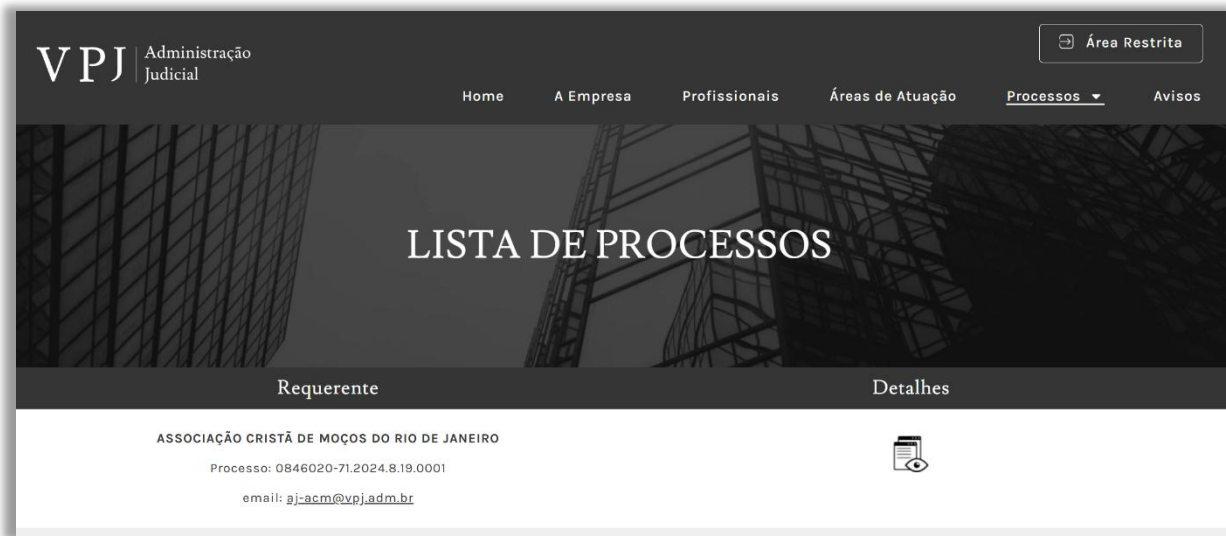 VPJ
Administração
Judicial
Área Restrita
Home A Empresa Profissionais Áreas de Atuação Processos Avisos
LISTA DE PROCESSOS
Requerente Detalhes
ASSOCIAÇÃO CRISTÃ DE MOÇOS DO RIO DE JANEIRO
Processo: 0846020-71.2024.8.19.0001
email: aj-acm@vpj.adm.br